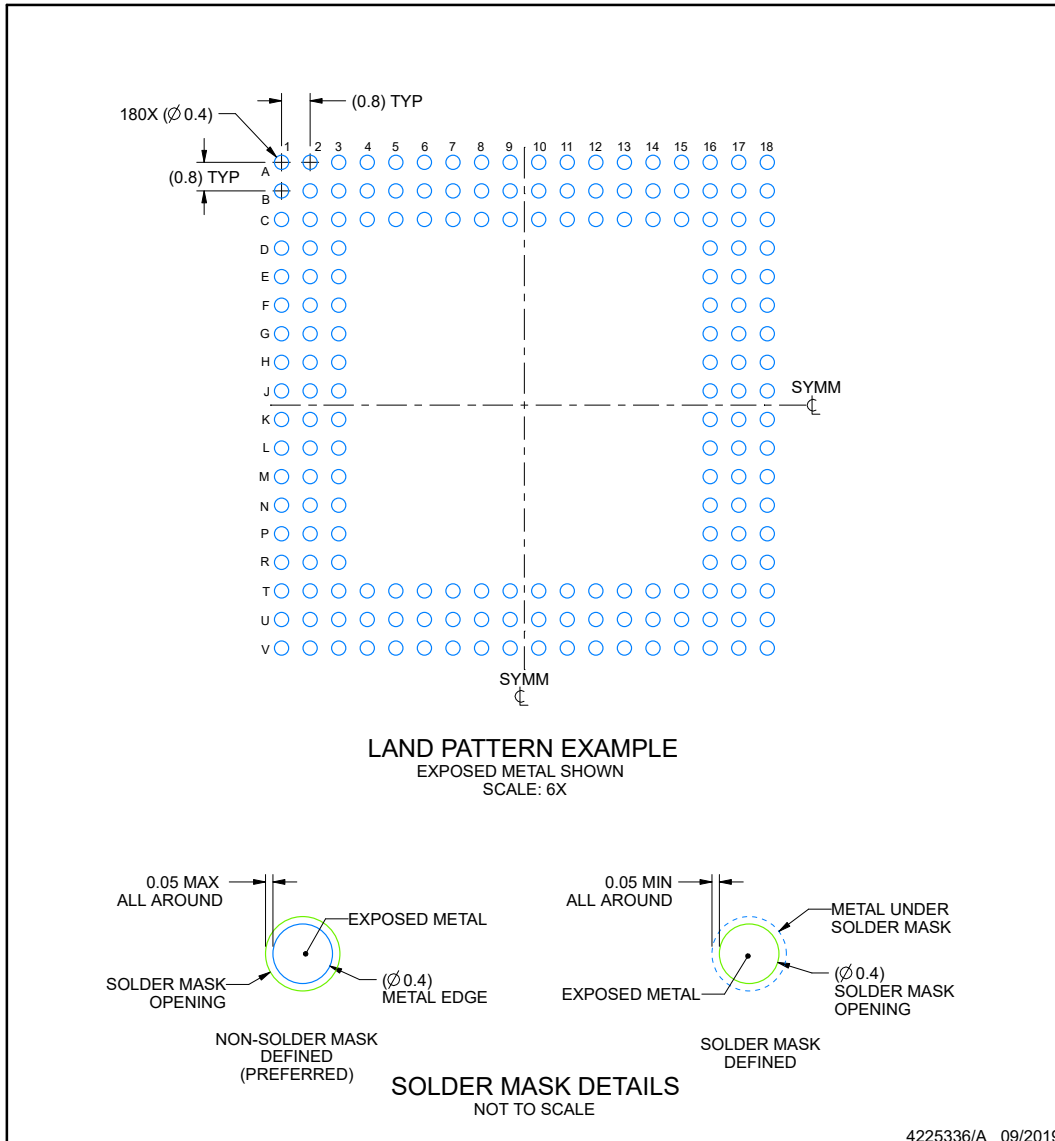 (0.8) TYP
180X (∅ 0.4)
1 2 3 4 5 6 7 8 9 10 11 12 13 14 15 16 17 18
A
(0.8) TYP
B
C
D
E
F
G
H
J
SYMM
℄
K
L
M
N
P
R
T
U
V
SYMM
℄
LAND PATTERN EXAMPLE
EXPOSED METAL SHOWN
SCALE: 6X
0.05 MAX
ALL AROUND
EXPOSED METAL
SOLDER MASK
OPENING
(∅ 0.4)
METAL EDGE
NON-SOLDER MASK
DEFINED
(PREFERRED)
0.05 MIN
ALL AROUND
METAL UNDER
SOLDER MASK
EXPOSED METAL
(∅ 0.4)
SOLDER MASK
OPENING
SOLDER MASK
DEFINED
SOLDER MASK DETAILS
NOT TO SCALE
4225336/A 09/2019